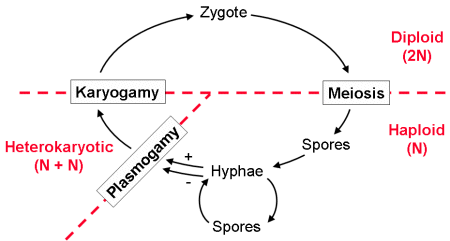 Zygote
Diploid
(2N)
Karyogamy
Meiosis
Haploid
(N)
Heterokaryotic
(N + N)
Plasmogamy
Spores
+
-
Hyphae
Spores